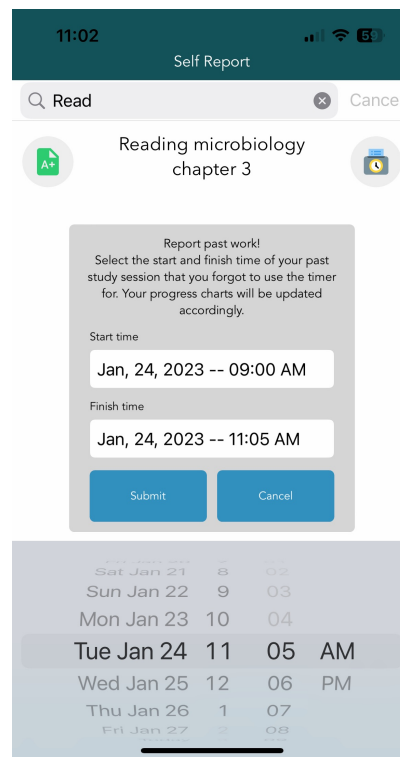 11:02
59
Self Report
Read
Cance
A+
Reading microbiology
chapter 3
Report past work!
Select the start and finish time of your past
study session that you forgot to use the timer
for. Your progress charts will be updated
accordingly.
Start time
Jan, 24, 2023 -- 09:00 AM
Finish time
Jan, 24, 2023 -- 11:05 AM
Submit
Cancel
Sat Jan 21 8 02
Sun Jan 22 9 03
Mon Jan 23 10 04
Tue Jan 24 11 05 AM
Wed Jan 25 12 06 PM
Thu Jan 26 1 07
Fri Jan 27 2 08